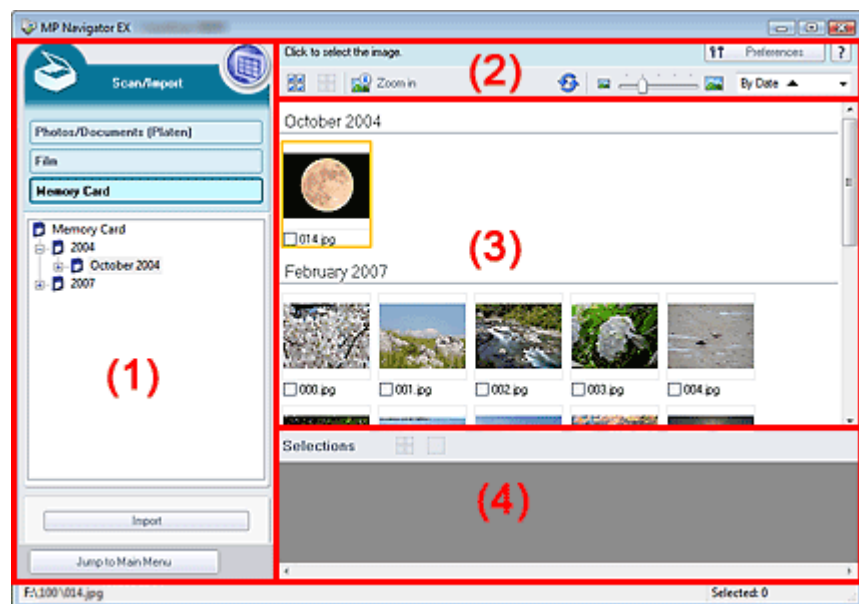 MP Navigator EX
Scan/Import
Photos/Documents (Platen)
Film
Memory Card
Memory Card
2004
October 2004
2007
(1)
Import
Jump to Main Menu
Click to select the image.
Preferences
?
Zoom in
(2)
By Date
October 2004
014.jpg
(3)
February 2007
000.jpg
001.jpg
002.jpg
003.jpg
004.jpg
Selections
(4)
F:\100\014.jpg
Selected: 0